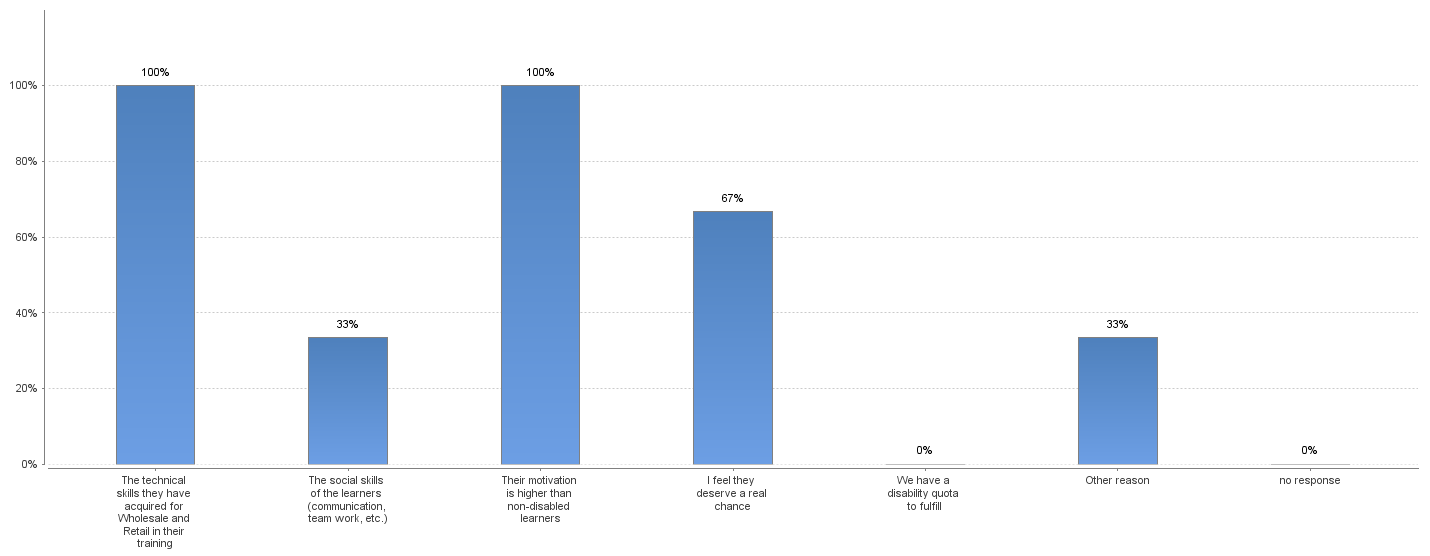 100%
100%
100%
80%
67%
60%
40%
33%
33%
20%
0%
0%
0%
The technical
skills they have
acquired for
Wholesale and
Retail in their
training
The social skills
of the learners
(communication,
team work, etc.)
Their motivation
is higher than
non-disabled
learners
I feel they
deserve a real
chance
We have a
disability quota
to fulfill
Other reason
no response